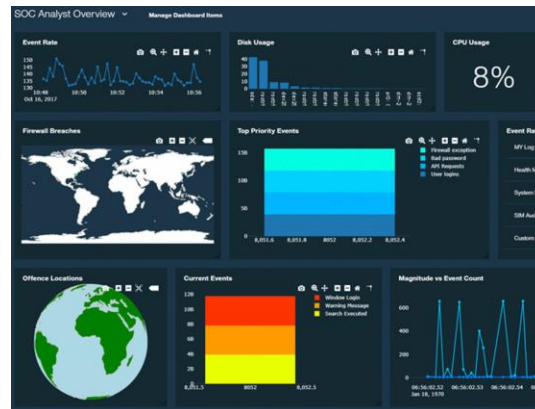 SOC Analyst Overview
Manage Dashboard Items
Event Rate
150
145
140
135
130
10:48
10:50
10:52
10:54
10:56
Oct 16, 2017
Disk Usage
40
30
20
10
0
CPU Usage
8%
Firewall Breaches
Top Priority Events
150
100
50
0
8,051.6
8,051.8
8052
8,052.2
8,052.4
Firewall exception
Bad password
API Requests
User logins
Event Ra
MY Log
Health M
System
SIM Aud
Custom
Offence Locations
Current Events
120
100
80
60
40
20
0
8,051.5
8052
8,052.5
Window Login
Warning Message
Search Executed
Magnitude vs Event Count
600
400
200
0
06:56:02.52
06:56:02.53
06:56:02.54
Jan 18, 1970